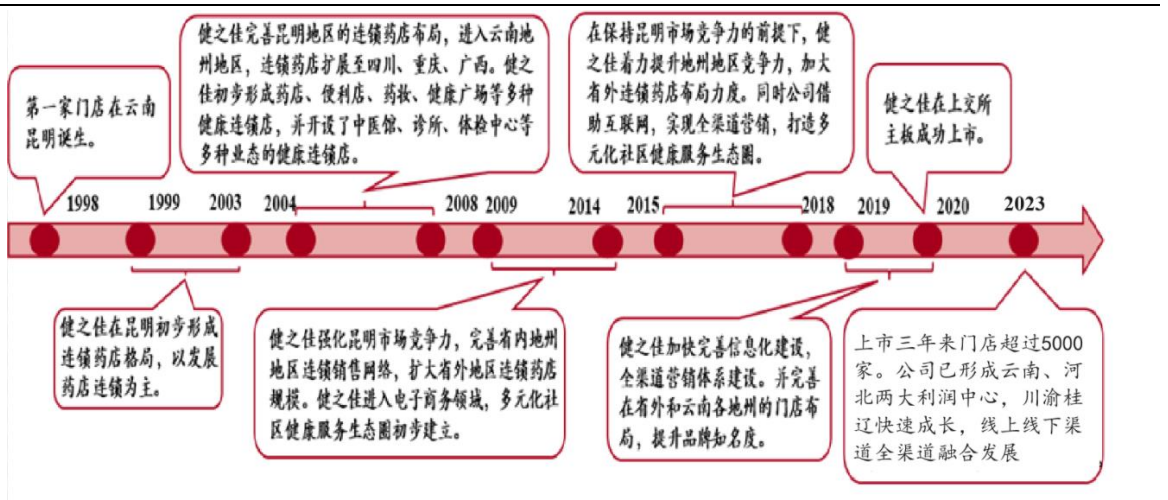 第一家门店在云南
昆明诞生。
健之佳完善昆明地区的连锁药店布局，进入云南地
州地区，连锁药店扩展至四川、重庆、广西。健之
佳初步形成药店、便利店、药妆、健康广场等多种
健康连锁店，并开设了中医馆、诊所、体检中心等
多种业态的健康连锁店。
在保持昆明市场竞争力的前提下，健
之佳着力提升地州地区竞争力，加大
省外连锁药店布局力度。同时公司借
助互联网，实现全渠道营销，打造多
元化社区健康服务生态圈。
健之佳在上交所
主板成功上市。
1998 1999 2003 2004 2008 2009 2014 2015 2018 2019 2020 2023
健之佳在昆明初步形成
连锁药店格局，以发展
药店连锁为主。
健之佳强化昆明市场竞争力，完善省内地州
地区连锁销售网络，扩大省外地区连锁药店
规模。健之佳进入电子商务领域，多元化社
区健康服务生态圈初步建立。
健之佳加快完善信息化建设，
全渠道营销体系建设。并完善
在省外和云南各地州的门店布
局，提升品牌知名度。
上市三年来门店超过5000
家。公司已形成云南、河
北两大利润中心，川渝桂
辽快速成长，线上线下渠
道全渠道融合发展